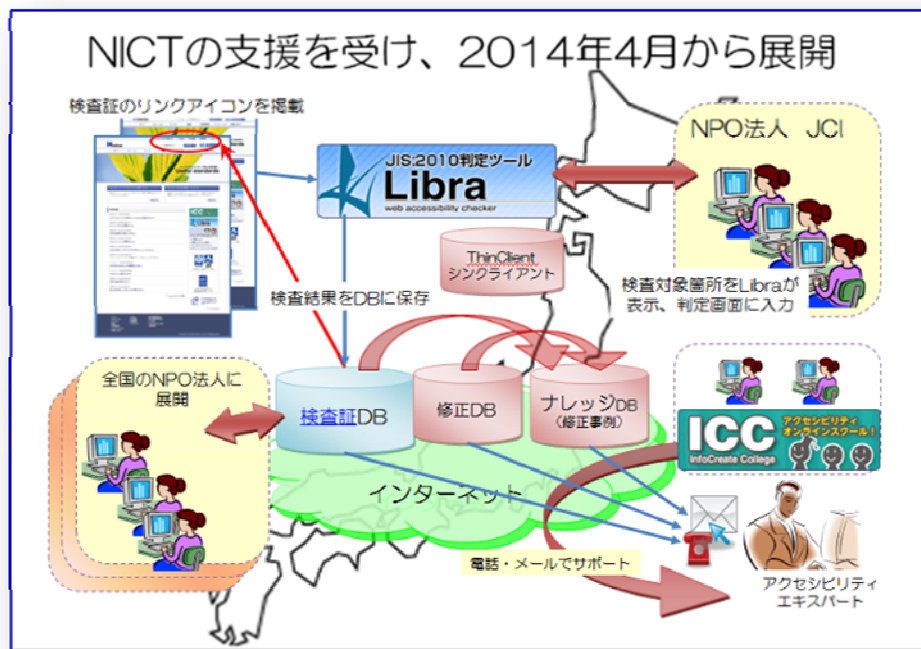 NICTの支援を受け、2014年4月から展開
検査証のリンクアイコンを掲載
JIS:2010判定ツール
Libra
web accessibility checker
NPO法人 JCI
ThinClient
シンクライアント
検査対象箇所をLibraが
表示、判定画面に入力
検査結果をDBに保存
全国のNPO法人に
展開
検査証DB
修正DB
ナレッジDB
（修正事例）
ICC
InfoCreate College
アクセシビリティ
オンラインスクール！
インターネット
電話・メールでサポート
アクセシビリティ
エキスパート